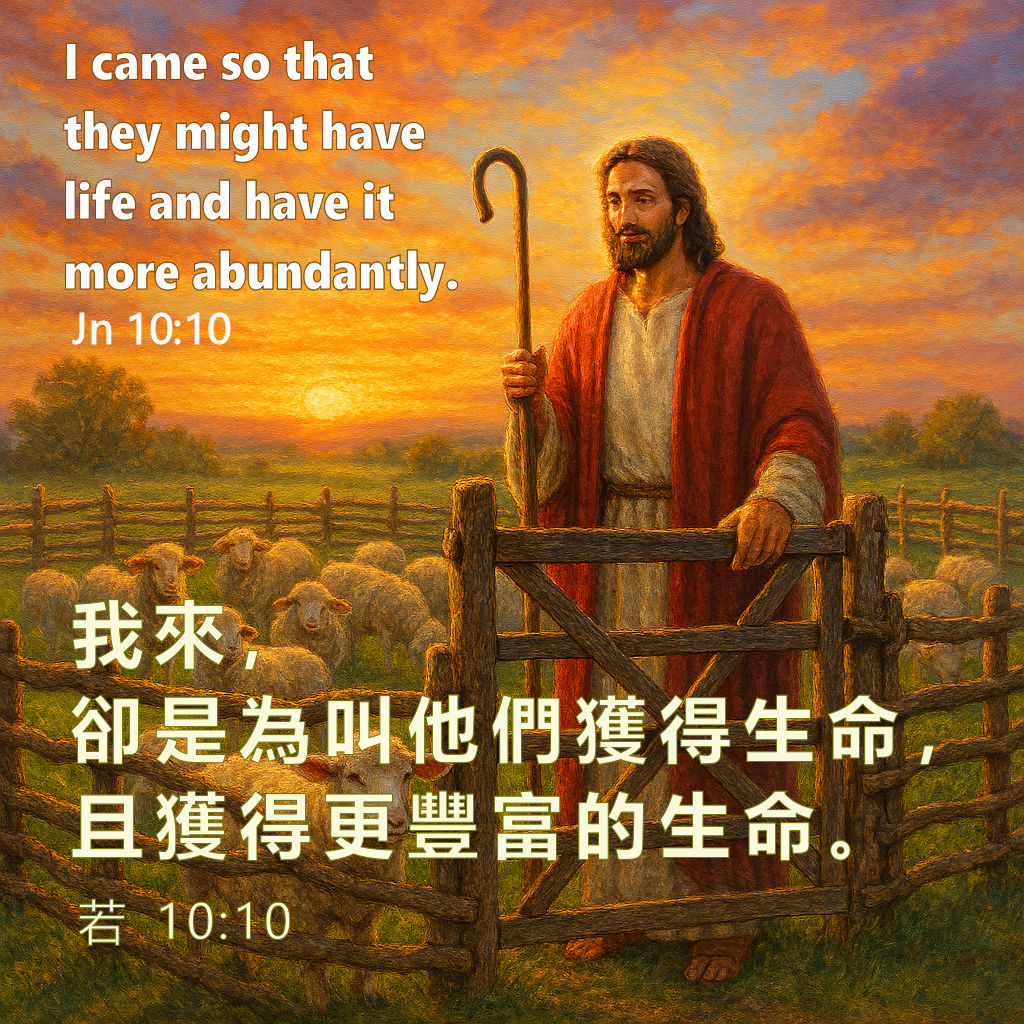 I came so that
they might have
life and have it
more abundantly.
Jn 10:10
我來，
卻是為叫他們獲得生命，
且獲得更豐富的生命。
若 10:10